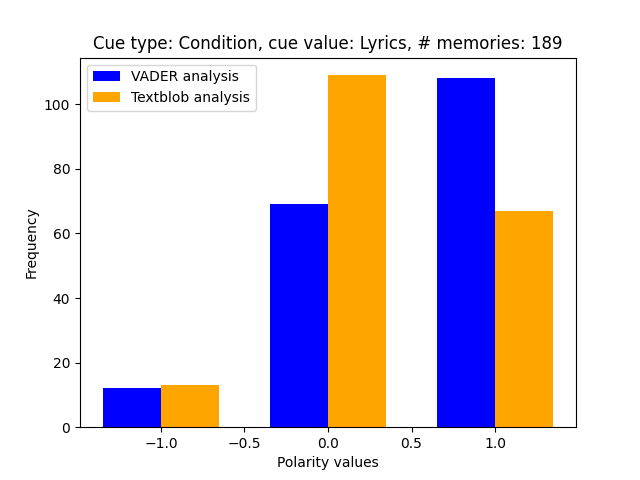 Cue type: Condition, cue value: Lyrics, # memories: 189
VADER analysis
Textblob analysis
100
80
60
40
20
0
Frequency
−1.0 −0.5 0.0 0.5 1.0
Polarity values